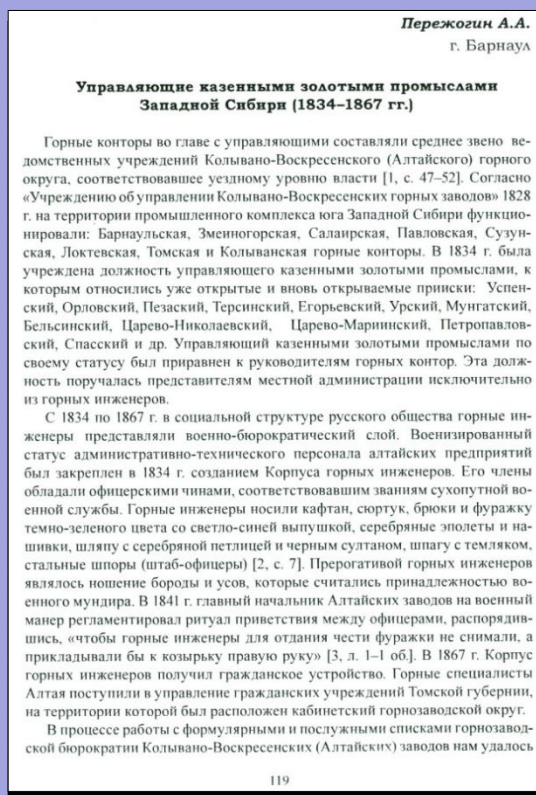 Пережогин А.А.
г. Барнаул
Управляющие казенными золотыми промыслами
Западной Сибири (1834–1867 гг.)
Горные конторы во главе с управляющими составляли среднее звено ве-
домственных учреждений Колывано-Воскресенского (Алтайского) горного
округа, соответствовавшее уездному уровню власти [1, с. 47–52]. Согласно
«Учреждению об управлении Колывано-Воскресенских горных заводов» 1828
г. на территории промышленного комплекса юга Западной Сибири функцио-
нировали: Барнаульская, Змеиногорская, Салаирская, Павловская, Сузун-
ская, Локтевская, Томская и Колыванская горные конторы. В 1834 г. была
учреждена должность управляющего казенными золотыми промыслами, к
которым относились уже открытые и вновь открываемые прииски: Успен-
ский, Орловский, Пезаский, Терсинский, Егорьевский, Урский, Мунгатский,
Бельсинский, Царево-Николаевский, Царево-Мариинский, Петропавлов-
ский, Спасский и др. Управляющий казенными золотыми промыслами по
своему статусу был приравнен к руководителям горных контор. Эта долж-
ность поручалась представителям местной администрации исключительно
из горных инженеров.
С 1834 по 1867 г. в социальной структуре русского общества горные ин-
женеры представляли военно-бюрократический слой. Военизированный
статус административно-технического персонала алтайских предприятий
был закреплен в 1834 г. созданием Корпуса горных инженеров. Его члены
обладали офицерскими чинами, соответствовавшим званиям сухопутной во-
енной службы. Горные инженеры носили кафтан, сюртук, брюки и фуражку
темно-зеленого цвета со светло-синей выпушкой, серебряные эполеты и на-
шивки, шляпу с серебряной петлицей и черным султаном, шпагу с темляком,
стальные шпоры (штаб-офицеры) [2, с. 7]. Прерогативой горных инженеров
являлось ношение бороды и усов, которые считались принадлежностью во-
енного мундира. В 1841 г. главный начальник Алтайских заводов на военный
манер регламентировал ритуал приветствия между офицерами, распорядив-
шись, «чтобы горные инженеры для отдания чести фуражки не снимали, а
прикладывали бы к козырьку правую руку» [3, л. 1–1 об.]. В 1867 г. Корпус
горных инженеров получил гражданское устройство. Горные специалисты
Алтая поступили в управление гражданских учреждений Томской губернии,
на территории которой был расположен кабинетский горнозаводской округ.
В процессе работы с формулярными и послужными списками горнозавод-
ской бюрократии Колывано-Воскресенских (Алтайских) заводов нам удалось
119